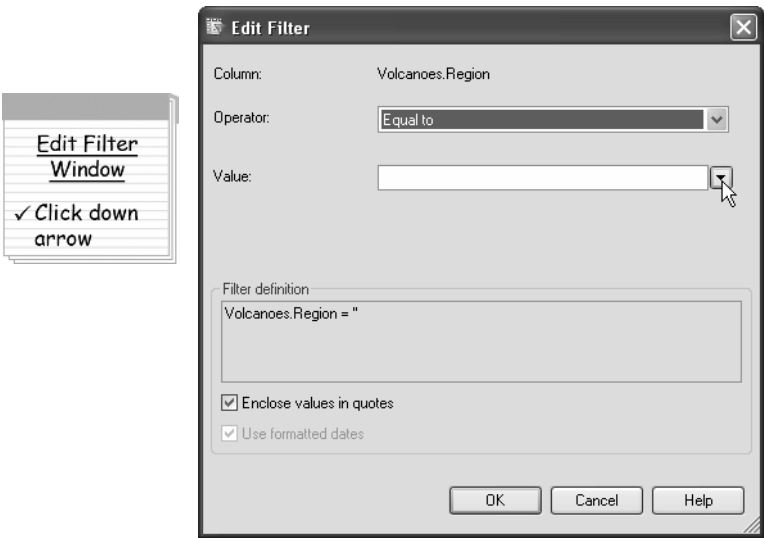 Edit Filter
Window
✓ Click down
arrow
Edit Filter
Column: Volcanoes.Region
Operator: Equal to
Value:
Filter definition
Volcanoes.Region = ''
Enclose values in quotes
Use formatted dates
OK Cancel Help